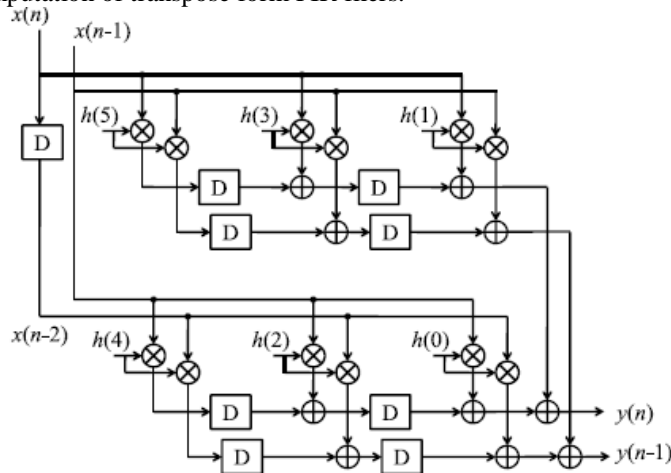 x(n)
x(n-1)
h(5) h(3) h(1)
D
D D
D D
x(n-2)
h(4) h(2) h(0)
D D
y(n)
D D
y(n-1)